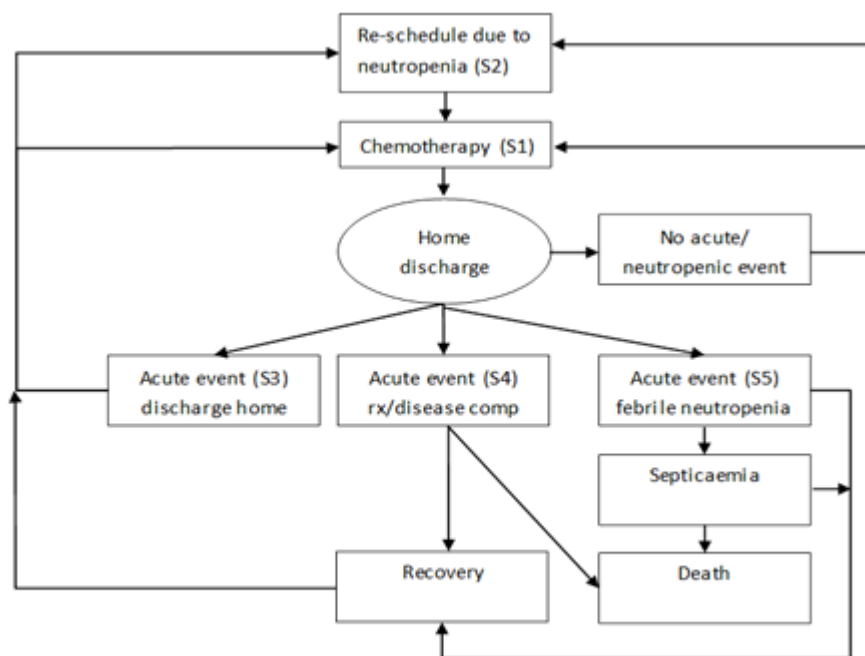 Re-schedule due to
neutropenia (S2)
Chemotherapy (S1)
Home
discharge
No acute/
neutropenic event
Acute event (S3)
discharge home
Acute event (S4)
rx/disease comp
Acute event (S5)
febrile neutropenia
Septicaemia
Recovery
Death